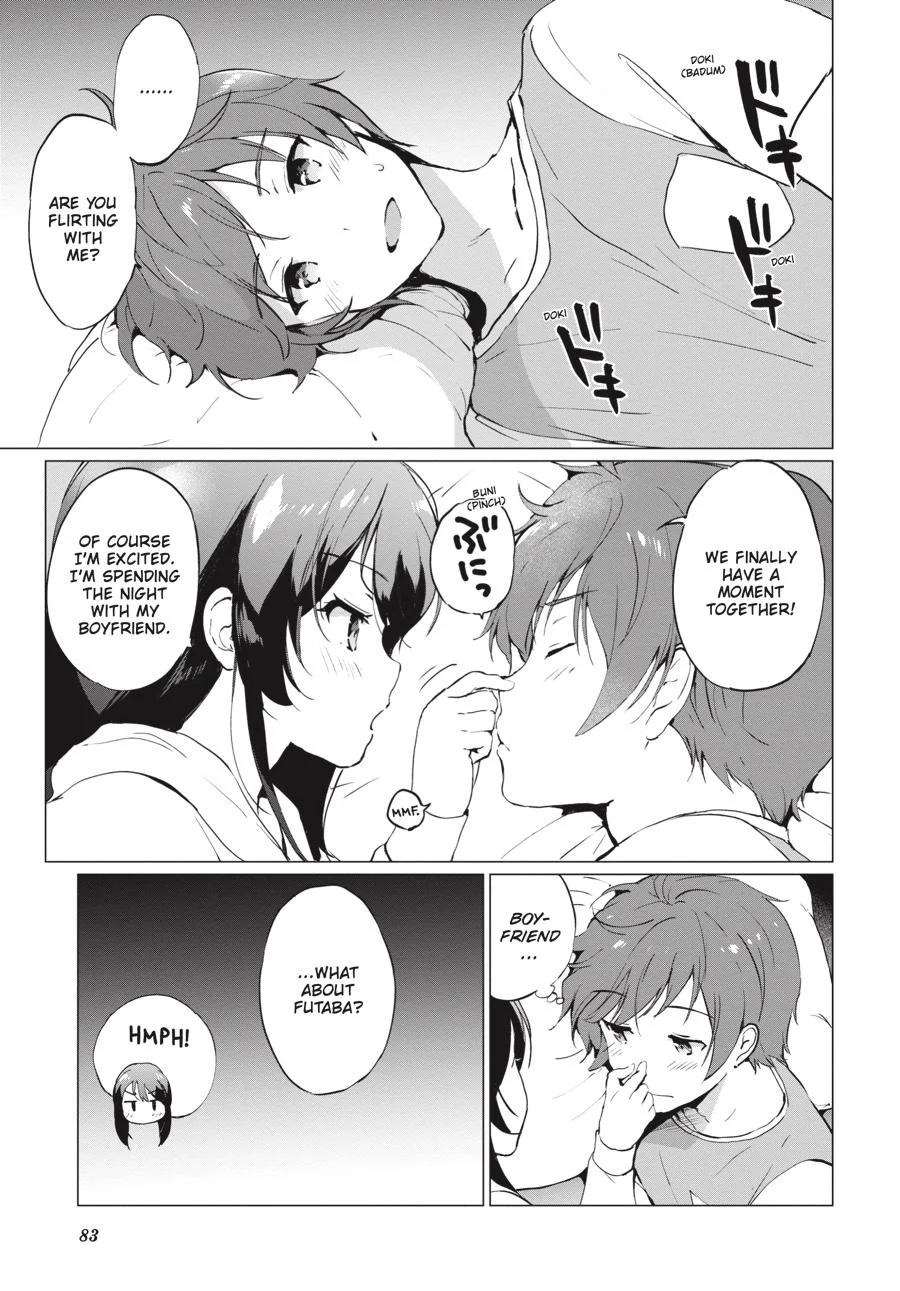 DOKI
(BADUM)
ドキ
DOKI
ドキ
DOKI
ドキ
......
ARE YOU
FLIRTING
WITH
ME?
WE FINALLY
HAVE A
MOMENT
TOGETHER!
BUNI
(PINCH)
ぶにっ
OF COURSE
I'M EXCITED.
I'M SPENDING
THE NIGHT
WITH MY
BOYFRIEND.
MMF.
BOY-
FRIEND
...
...WHAT
ABOUT
FUTABA?
HMPH!
83